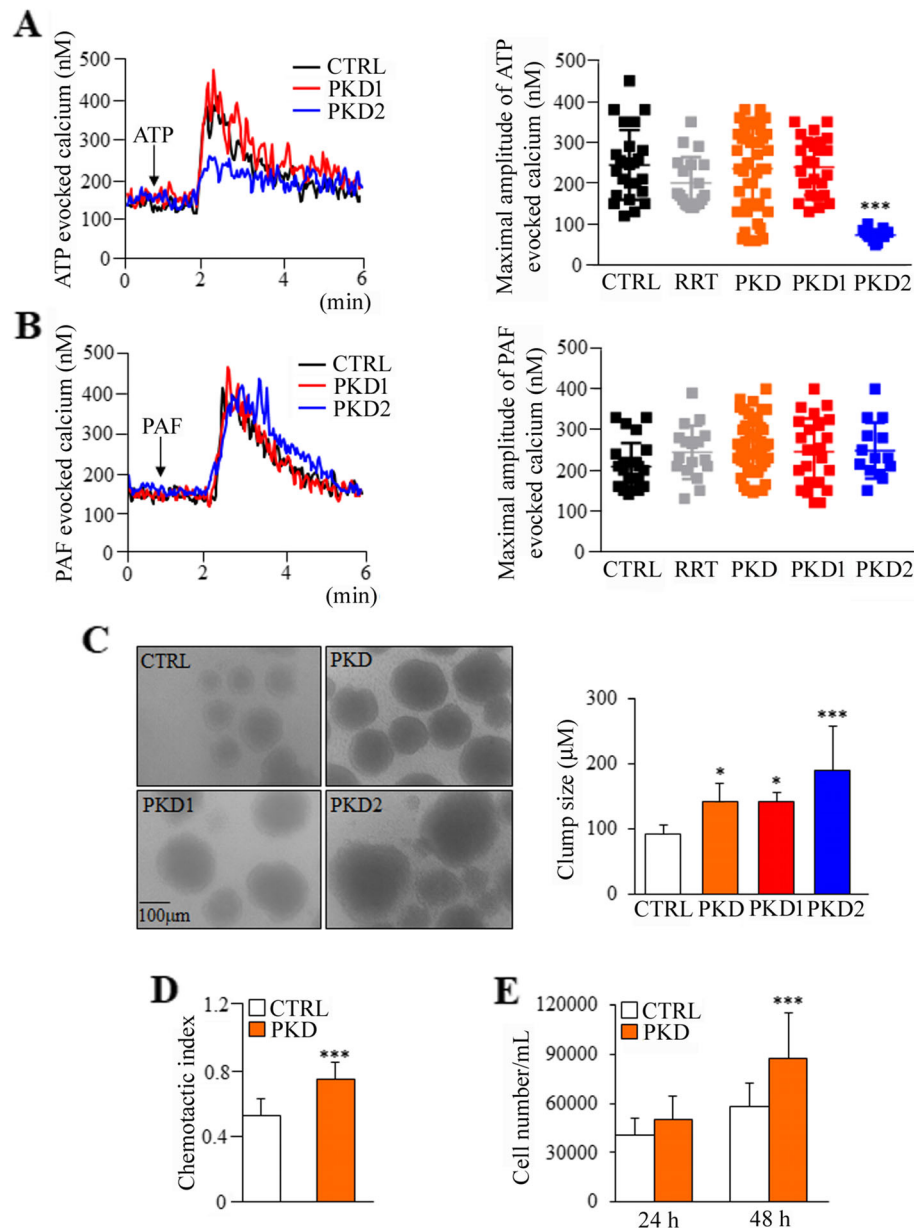 A
ATP evocked calcium (nM)
500
400
300
200
100
0
2
4
6
(min)
ATP
CTRL
PKD1
PKD2
Maximal amplitude of ATP
evocked calcium (nM)
500
400
300
200
100
0
***
CTRL RRT PKD PKD1 PKD2
B
PAF evocked calcium (nM)
500
400
300
200
100
0
2
4
6
(min)
PAF
CTRL
PKD1
PKD2
Maximal amplitude of PAF
evocked calcium (nM)
500
400
300
200
100
0
CTRL RRT PKD PKD1 PKD2
C
CTRL
PKD
PKD1
PKD2
100μm
Clump size (μM)
300
200
100
0
*
*
***
CTRL PKD PKD1 PKD2
D
Chemotactic index
1.2
0.8
0.4
0
CTRL
PKD
***
E
Cell number/mL
120000
90000
60000
30000
0
CTRL
PKD
***
24 h
48 h